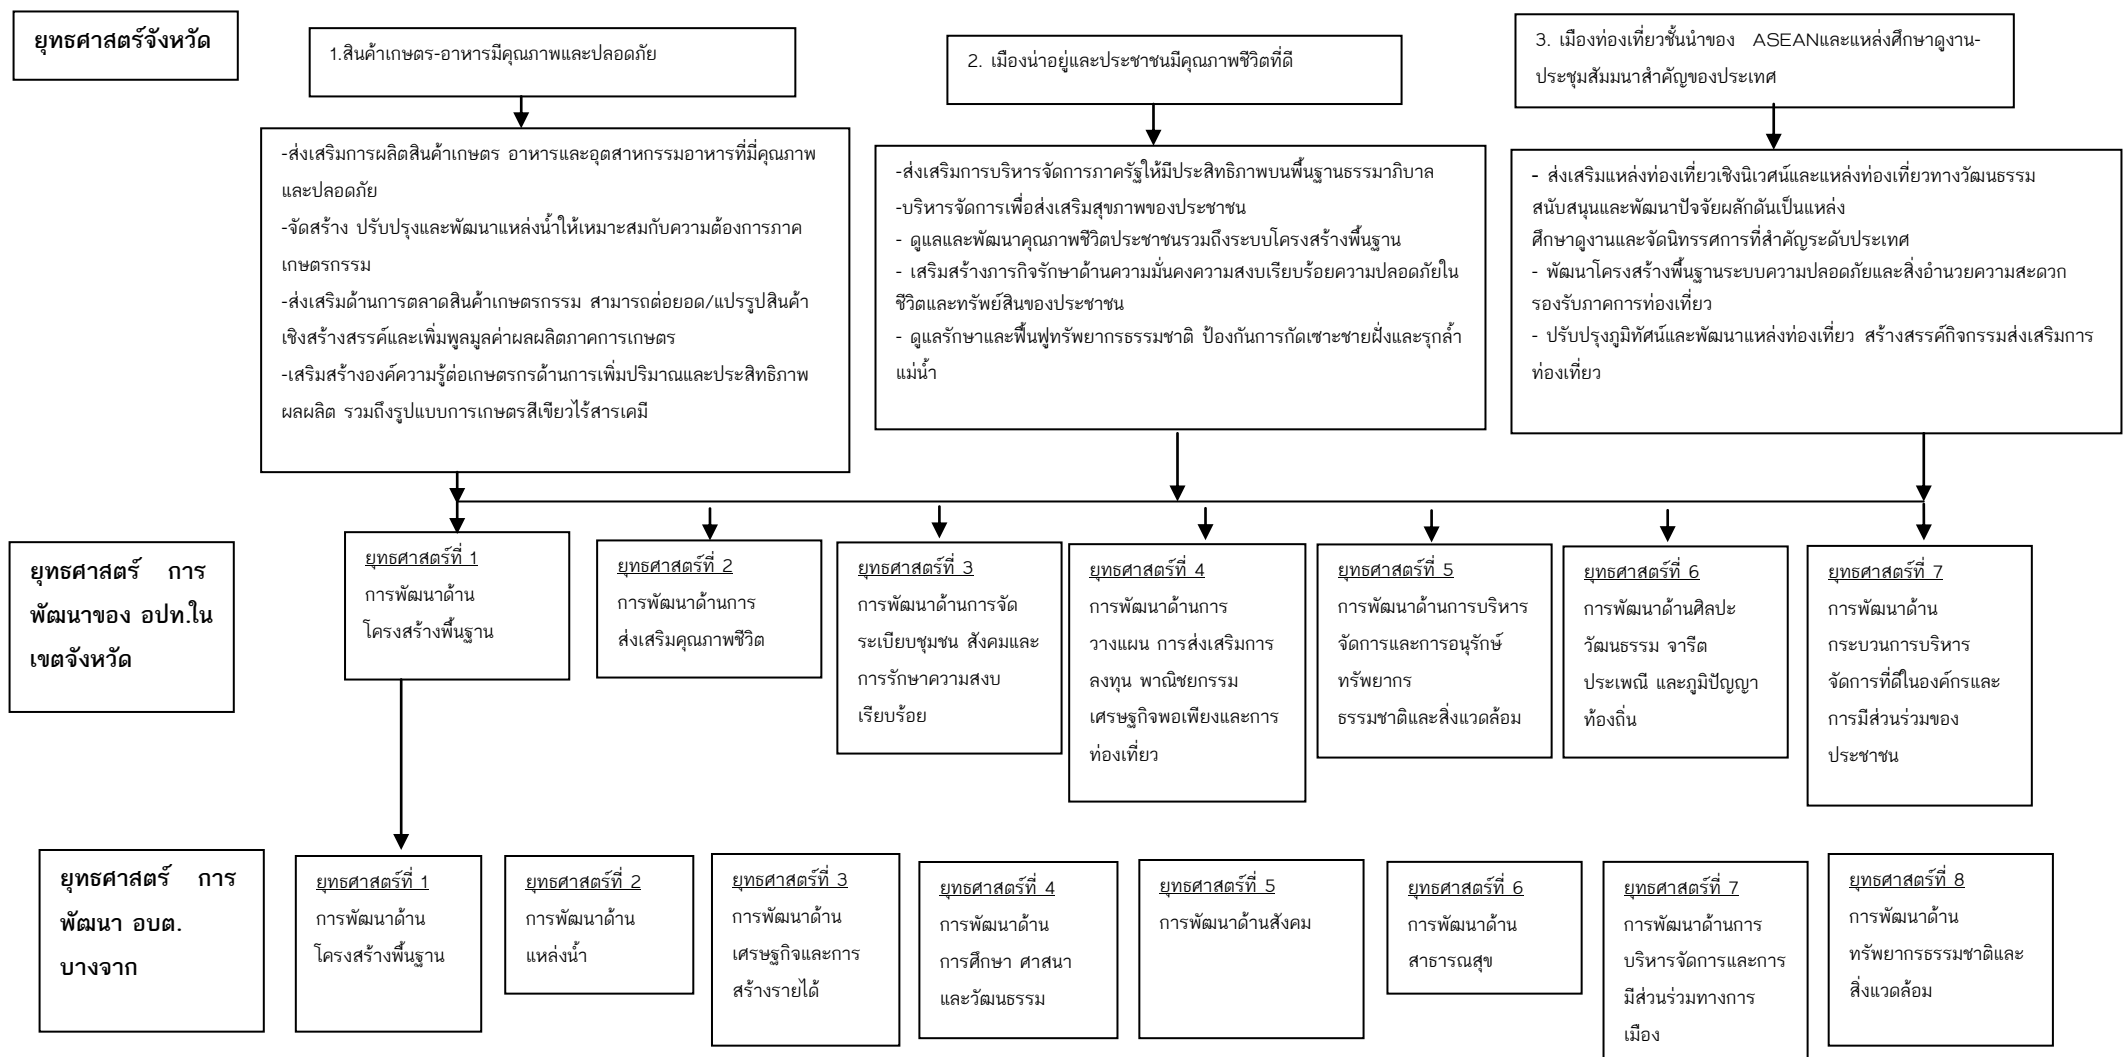 ยุทธศาสตร์จังหวัด
1.สินค้าเกษตร-อาหารมีคุณภาพและปลอดภัย
2. เมืองน่าอยู่และประชาชนมีคุณภาพชีวิตที่ดี
3. เมืองท่องเที่ยวชั้นนำของ ASEANและแหล่งศึกษาดูงาน-
ประชุมสัมมนาสำคัญของประเทศ
-ส่งเสริมการผลิตสินค้าเกษตร อาหารและอุตสาหกรรมอาหารที่มีคุณภาพ
และปลอดภัย
-จัดสร้าง ปรับปรุงและพัฒนาแหล่งน้ำให้เหมาะสมกับความต้องการภาค
เกษตรกรรม
-ส่งเสริมด้านการตลาดสินค้าเกษตรกรรม สามารถต่อยอด/แปรรูปสินค้า
เชิงสร้างสรรค์และเพิ่มพูลมูลค่าผลผลิตภาคการเกษตร
-เสริมสร้างองค์ความรู้ต่อเกษตรกรด้านการเพิ่มปริมาณและประสิทธิภาพ
ผลผลิต รวมถึงรูปแบบการเกษตรสีเขียวไร้สารเคมี
-ส่งเสริมการบริหารจัดการภาครัฐให้มีประสิทธิภาพบนพื้นฐานธรรมาภิบาล
-บริหารจัดการเพื่อส่งเสริมสุขภาพของประชาชน
- ดูแลและพัฒนาคุณภาพชีวิตประชาชนรวมถึงระบบโครงสร้างพื้นฐาน
- เสริมสร้างภารกิจรักษาด้านความมั่นคงความสงบเรียบร้อยความปลอดภัยใน
ชีวิตและทรัพย์สินของประชาชน
- ดูแลรักษาและฟื้นฟูทรัพยากรธรรมชาติ ป้องกันการกัดเซาะชายฝั่งและรุกล้ำ
แม่น้ำ
- ส่งเสริมแหล่งท่องเที่ยวเชิงนิเวศน์และแหล่งท่องเที่ยวทางวัฒนธรรม
สนับสนุนและพัฒนาปัจจัยผลักดันเป็นแหล่ง
ศึกษาดูงานและจัดนิทรรศการที่สำคัญระดับประเทศ
- พัฒนาโครงสร้างพื้นฐานระบบความปลอดภัยและสิ่งอำนวยความสะดวก
รองรับภาคการท่องเที่ยว
- ปรับปรุงภูมิทัศน์และพัฒนาแหล่งท่องเที่ยว สร้างสรรค์กิจกรรมส่งเสริมการ
ท่องเที่ยว
ยุทธศาสตร์ การ
พัฒนาของ อปท.ใน
เขตจังหวัด
ยุทธศาสตร์ที่ 1
การพัฒนาด้าน
โครงสร้างพื้นฐาน
ยุทธศาสตร์ที่ 2
การพัฒนาด้านการ
ส่งเสริมคุณภาพชีวิต
ยุทธศาสตร์ที่ 3
การพัฒนาด้านการจัด
ระเบียบชุมชน สังคมและ
การรักษาความสงบ
เรียบร้อย
ยุทธศาสตร์ที่ 4
การพัฒนาด้านการ
วางแผน การส่งเสริมการ
ลงทุน พาณิชยกรรม
เศรษฐกิจพอเพียงและการ
ท่องเที่ยว
ยุทธศาสตร์ที่ 5
การพัฒนาด้านการบริหาร
จัดการและการอนุรักษ์
ทรัพยากร
ธรรมชาติและสิ่งแวดล้อม
ยุทธศาสตร์ที่ 6
การพัฒนาด้านศิลปะ
วัฒนธรรม จารีต
ประเพณี และภูมิปัญญา
ท้องถิ่น
ยุทธศาสตร์ที่ 7
การพัฒนาด้าน
กระบวนการบริหาร
จัดการที่ดีในองค์กรและ
การมีส่วนร่วมของ
ประชาชน
ยุทธศาสตร์ การ
พัฒนา อบต.
บางจาก
ยุทธศาสตร์ที่ 1
การพัฒนาด้าน
โครงสร้างพื้นฐาน
ยุทธศาสตร์ที่ 2
การพัฒนาด้าน
แหล่งน้ำ
ยุทธศาสตร์ที่ 3
การพัฒนาด้าน
เศรษฐกิจและการ
สร้างรายได้
ยุทธศาสตร์ที่ 4
การพัฒนาด้าน
การศึกษา ศาสนา
และวัฒนธรรม
ยุทธศาสตร์ที่ 5
การพัฒนาด้านสังคม
ยุทธศาสตร์ที่ 6
การพัฒนาด้าน
สาธารณสุข
ยุทธศาสตร์ที่ 7
การพัฒนาด้านการ
บริหารจัดการและการ
มีส่วนร่วมทางการ
เมือง
ยุทธศาสตร์ที่ 8
การพัฒนาด้าน
ทรัพยากรธรรมชาติและ
สิ่งแวดล้อม